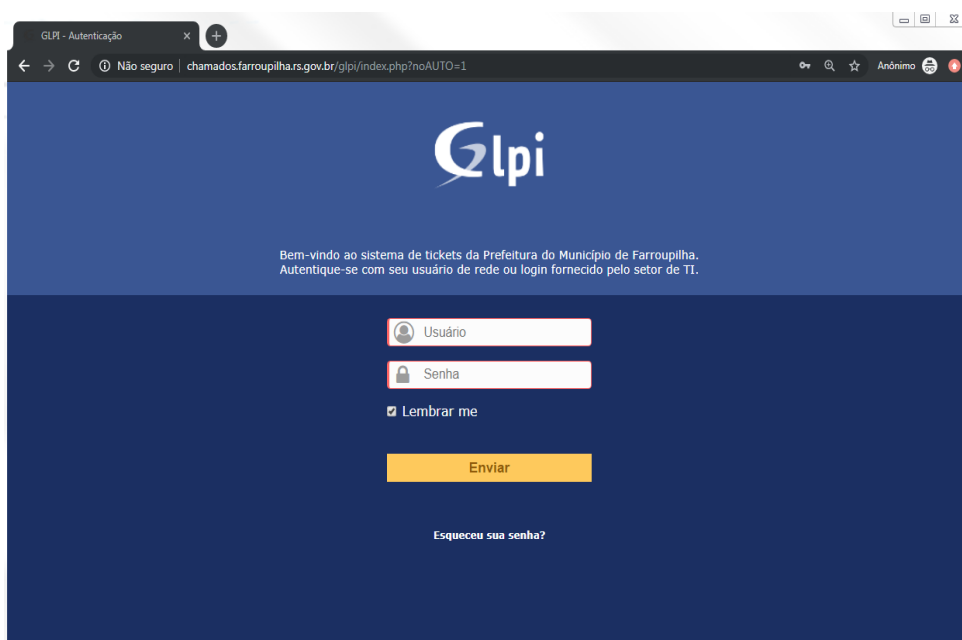 GLPI - Autenticação
Não seguro | chamados.farroupilha.rs.gov.br/glpi/index.php?noAUTO=1 Anônimo
Glpi
Bem-vindo ao sistema de tickets da Prefeitura do Município de Farroupilha.
Autentique-se com seu usuário de rede ou login fornecido pelo setor de TI.
Usuário
Senha
Lembrar me
Enviar
Esqueceu sua senha?